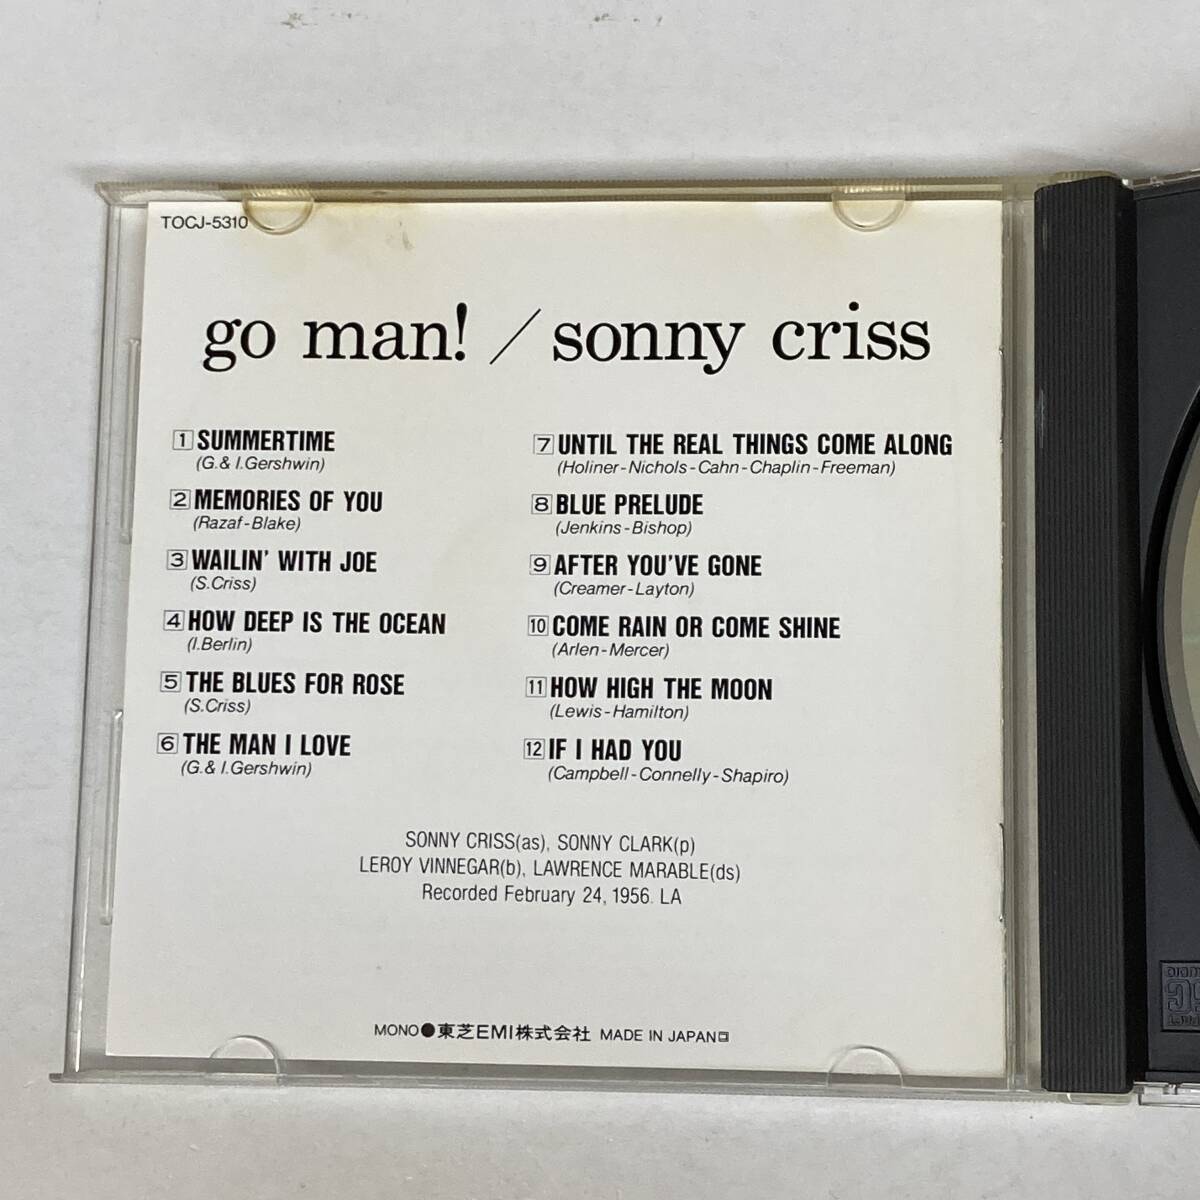 TOCJ-5310
go man! / sonny criss
1 SUMMERTIME
(G.& I.Gershwin)
2 MEMORIES OF YOU
(Razaf-Blake)
3 WAILIN' WITH JOE
(S.Criss)
4 HOW DEEP IS THE OCEAN
(I.Berlin)
5 THE BLUES FOR ROSE
(S.Criss)
6 THE MAN I LOVE
(G.& I.Gershwin)
7 UNTIL THE REAL THINGS COME ALONG
(Holiner-Nichols-Cahn-Chaplin-Freeman)
8 BLUE PRELUDE
(Jenkins-Bishop)
9 AFTER YOU'VE GONE
(Creamer-Layton)
10 COME RAIN OR COME SHINE
(Arlen-Mercer)
11 HOW HIGH THE MOON
(Lewis-Hamilton)
12 IF I HAD YOU
(Campbell-Connelly-Shapiro)
SONNY CRISS(as), SONNY CLARK(p)
LEROY VINNEGAR(b), LAWRENCE MARABLE(ds)
Recorded February 24, 1956. LA
MONO●東芝EMI株式会社 MADE IN JAPAN